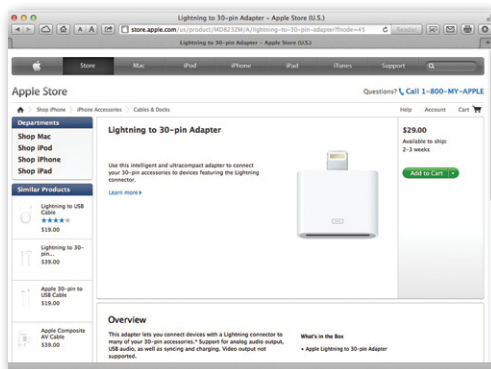 Lightning to 30-pin Adapter - Apple Store (U.S.)
store.apple.com/us/product/MD823ZM/A/lightning-to-30-pin-adapter?fnode=45
Reader
Lightning to 30-pin Adapter - Apple Store (U.S.)
Store Mac iPod iPhone iPad iTunes Support
Apple Store
Questions? Call 1-800-MY-APPLE
Shop iPhone iPhone Accessories Cables & Docks
Help Account Cart
Departments
Shop Mac
Shop iPod
Shop iPhone
Shop iPad
Similar Products
Lightning to USB
Cable
$19.00
Lightning to 30-
pin...
$39.00
Apple 30-pin to
USB Cable
$19.00
Apple Composite
AV Cable
$39.00
Lightning to 30-pin Adapter
Use this intelligent and ultracompact adapter to connect
your 30-pin accessories to devices featuring the Lightning
connector.
Learn more
$29.00
Available to ship:
2-3 weeks
Add to Cart
Overview
This adapter lets you connect devices with a Lightning connector to
many of your 30-pin accessories.* Support for analog audio output,
USB audio, as well as syncing and charging. Video output not
supported.
What's in the Box
• Apple Lightning to 30-pin Adapter